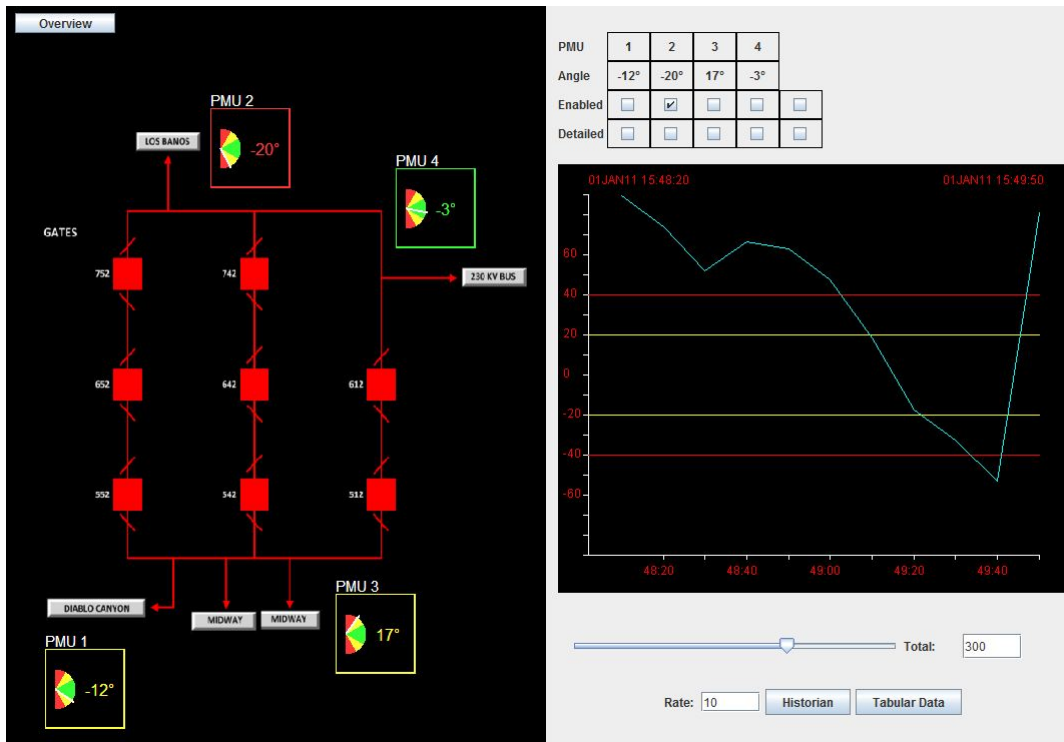 Overview
PMU 2
LOS BANOS
-20°
PMU 4
-3°
GATES
752
742
230 KV BUS
652
642
612
552
542
512
PMU 3
DIABLO CANYON
MIDWAY
MIDWAY
17°
PMU 1
-12°
PMU 1 2 3 4
Angle -12° -20° 17° -3°
Enabled
Detailed
01JAN11 15:48:20 01JAN11 15:49:50
60
40
20
0
-20
-40
-60
48:20 48:40 49:00 49:20 49:40
Total: 300
Rate: 10 Historian Tabular Data